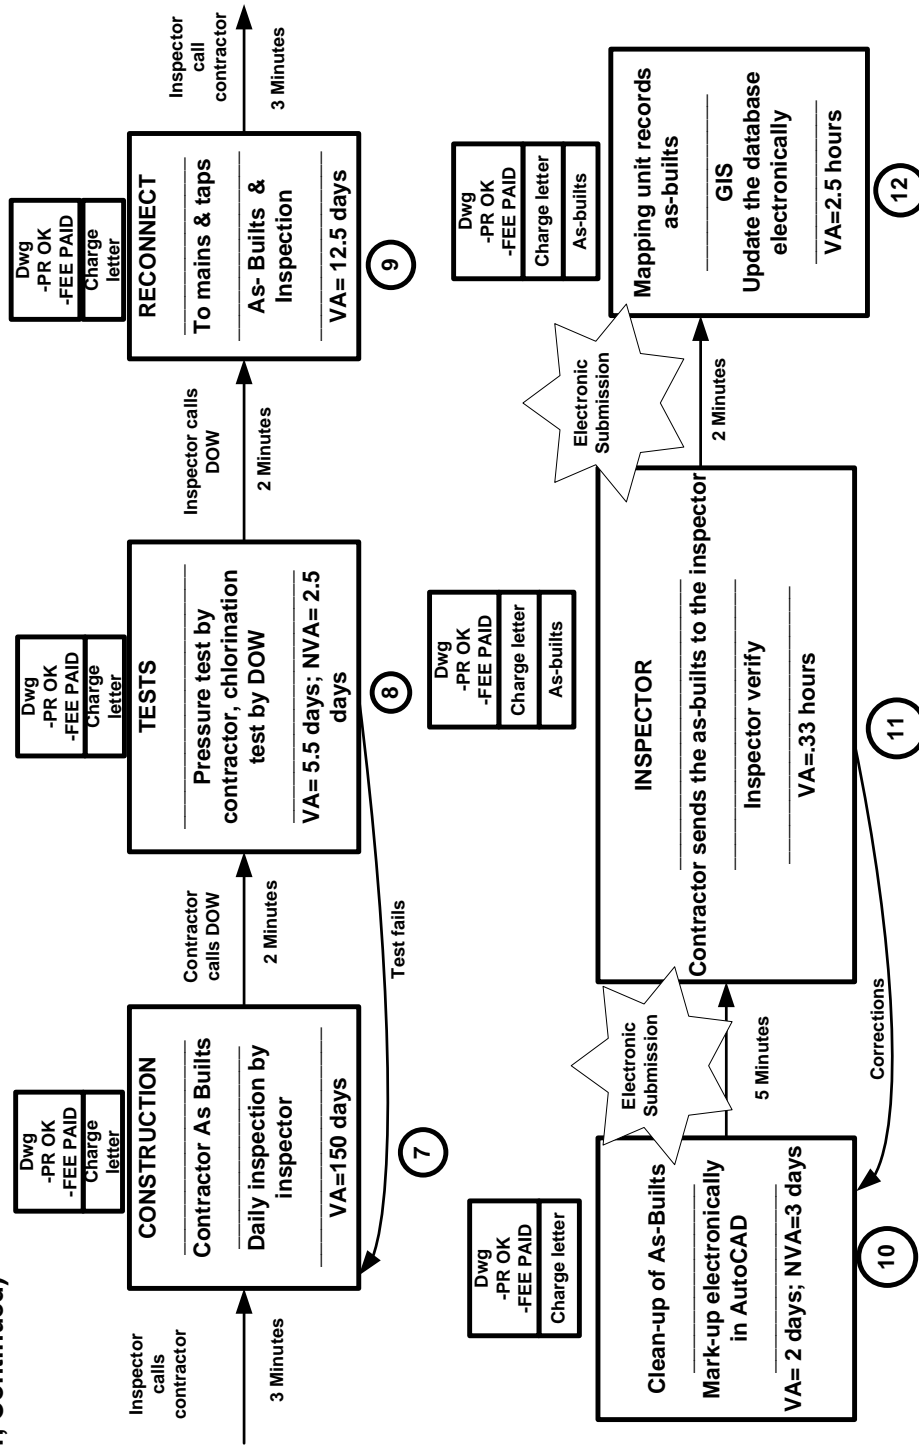 , Continued)
Inspector
calls
contractor
3 Minutes
Dwg
-PR OK
-FEE PAID
Charge
letter
CONSTRUCTION
Contractor As Builts
Daily inspection by
inspector
VA=150 days
7
Contractor
calls DOW
2 Minutes
Test fails
Dwg
-PR OK
-FEE PAID
Charge
letter
TESTS
Pressure test by
contractor, chlorination
test by DOW
VA= 5.5 days; NVA= 2.5
days
8
Inspector calls
DOW
2 Minutes
Dwg
-PR OK
-FEE PAID
Charge
letter
RECONNECT
To mains & taps
As- Builts &
Inspection
VA= 12.5 days
9
Inspector
call
contractor
3 Minutes
Dwg
-PR OK
-FEE PAID
Charge letter
Clean-up of As-Builts
Mark-up electronically
in AutoCAD
VA= 2 days; NVA=3 days
10
Electronic
Submission
5 Minutes
Corrections
Dwg
-PR OK
-FEE PAID
Charge letter
As-builts
INSPECTOR
Contractor sends the as-builts to the inspector
Inspector verify
VA=.33 hours
11
Electronic
Submission
2 Minutes
Dwg
-PR OK
-FEE PAID
Charge letter
As-builts
Mapping unit records
as-builts
GIS
Update the database
electronically
VA=2.5 hours
12